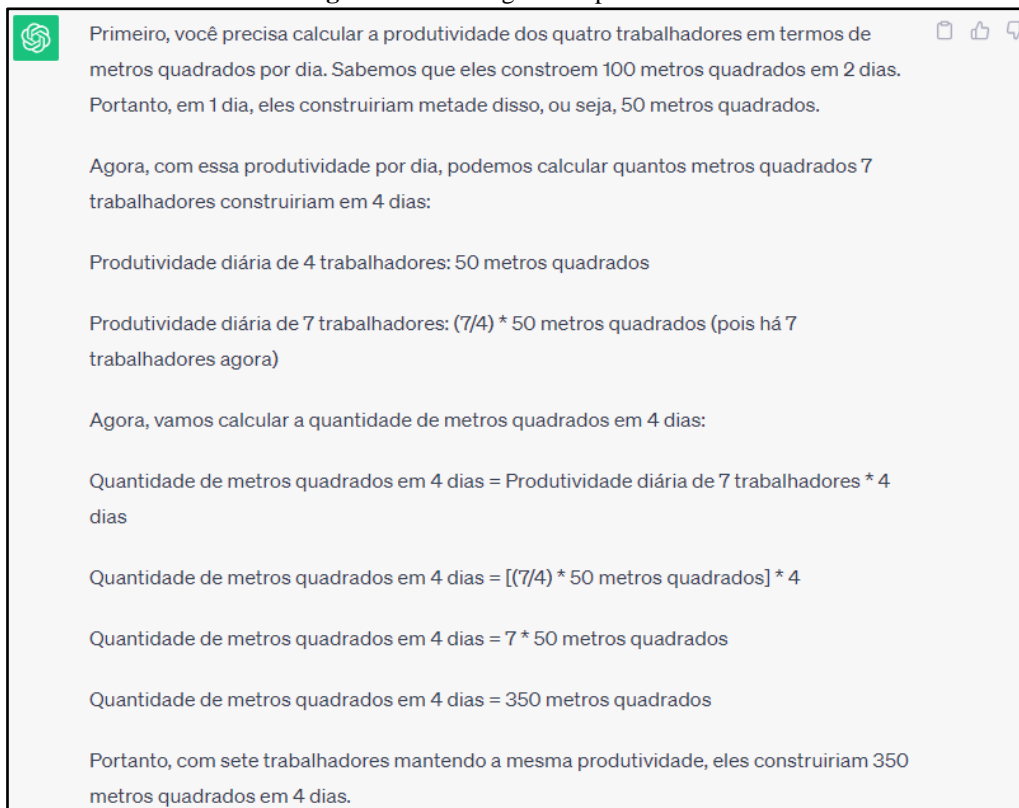 Primeiro, você precisa calcular a produtividade dos quatro trabalhadores em termos de
metros quadrados por dia. Sabemos que eles constroem 100 metros quadrados em 2 dias.
Portanto, em 1 dia, eles construiriam metade disso, ou seja, 50 metros quadrados.
Agora, com essa produtividade por dia, podemos calcular quantos metros quadrados 7
trabalhadores construiriam em 4 dias:
Produtividade diária de 4 trabalhadores: 50 metros quadrados
Produtividade diária de 7 trabalhadores: (7/4) * 50 metros quadrados (pois há 7
trabalhadores agora)
Agora, vamos calcular a quantidade de metros quadrados em 4 dias:
Quantidade de metros quadrados em 4 dias = Produtividade diária de 7 trabalhadores * 4
dias
Quantidade de metros quadrados em 4 dias = [(7/4) * 50 metros quadrados] * 4
Quantidade de metros quadrados em 4 dias = 7 * 50 metros quadrados
Quantidade de metros quadrados em 4 dias = 350 metros quadrados
Portanto, com sete trabalhadores mantendo a mesma produtividade, eles construiriam 350
metros quadrados em 4 dias.